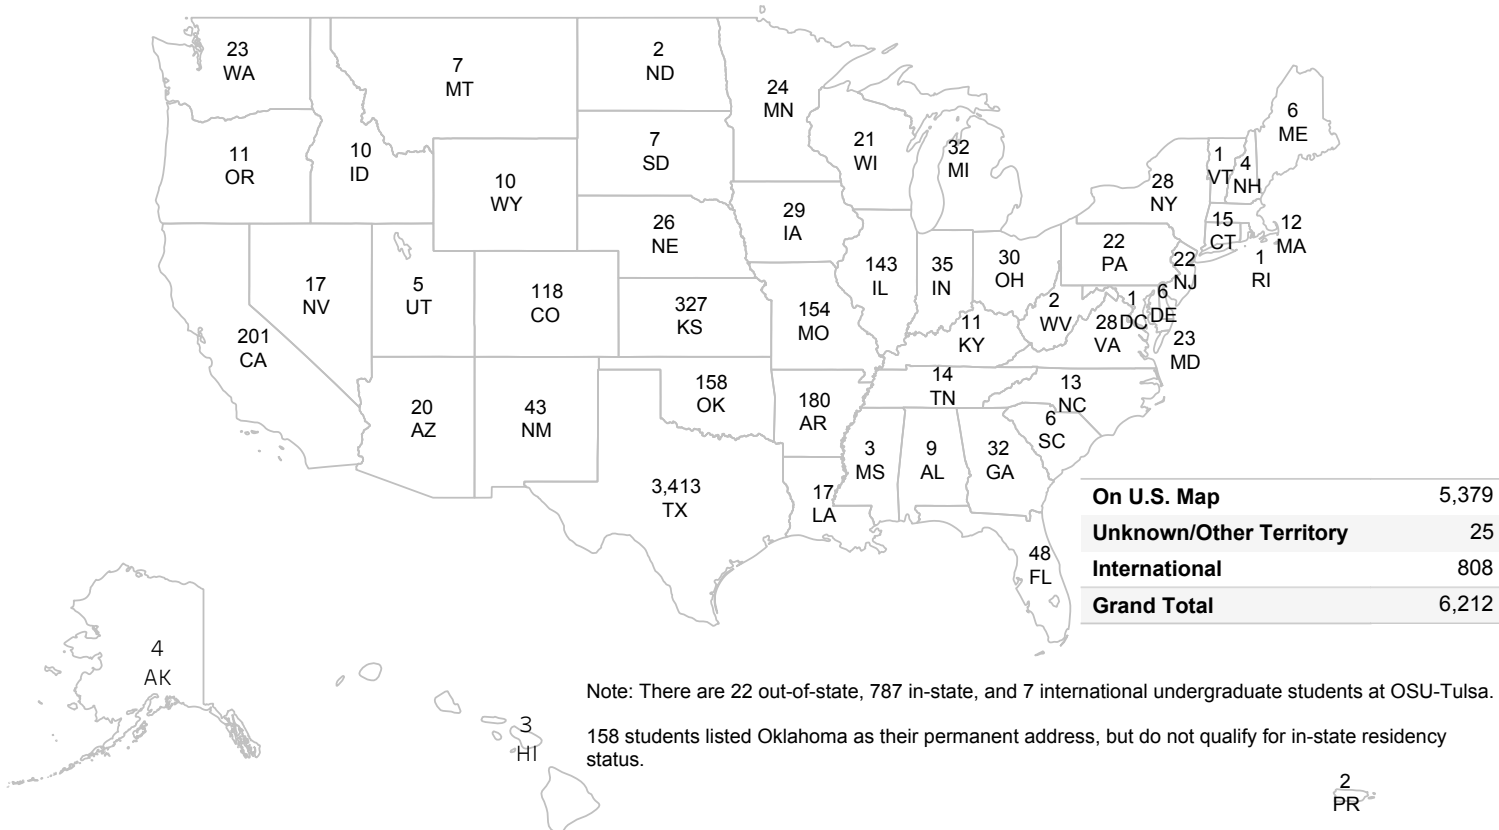 23
WA
7
MT
2
ND
24
MN
6
ME
11
OR
10
ID
7
SD
21
WI
32
MI
1
VT
4
NH
10
WY
28
NY
29
IA
26
NE
15
CT
12
MA
22
PA
1
RI
143
IL
35
IN
30
OH
22
NJ
17
NV
5
UT
118
CO
327
KS
154
MO
2
WV
1
DC
6
DE
28
VA
11
KY
23
MD
201
CA
14
TN
13
NC
158
OK
180
AR
20
AZ
43
NM
6
SC
3
MS
9
AL
32
GA
3,413
TX
17
LA
48
FL
On U.S. Map 5,379
Unknown/Other Territory 25
International 808
Grand Total 6,212
4
AK
3
HI
Note: There are 22 out-of-state, 787 in-state, and 7 international undergraduate students at OSU-Tulsa.
158 students listed Oklahoma as their permanent address, but do not qualify for in-state residency
status.
2
PR